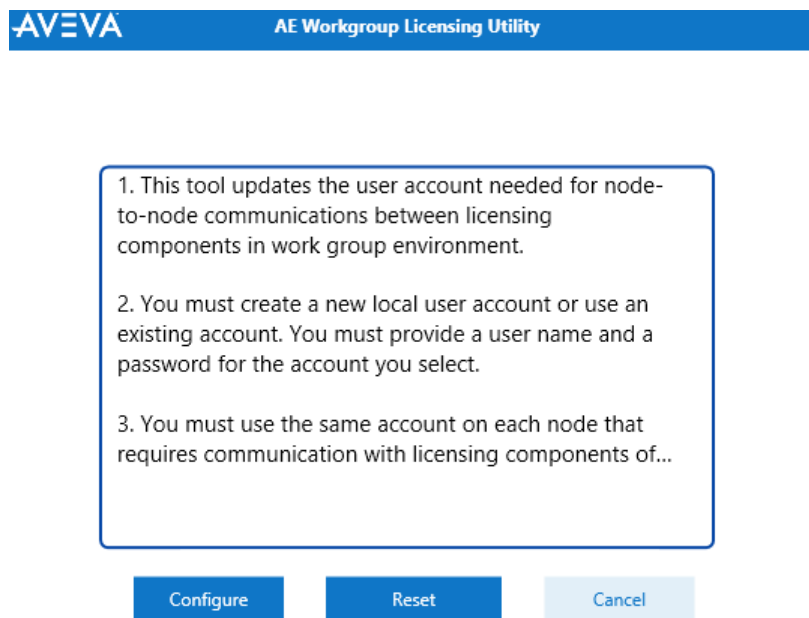 AVEVA
AE Workgroup Licensing Utility
1. This tool updates the user account needed for node-
to-node communications between licensing
components in work group environment.
2. You must create a new local user account or use an
existing account. You must provide a user name and a
password for the account you select.
3. You must use the same account on each node that
requires communication with licensing components of...
Configure
Reset
Cancel